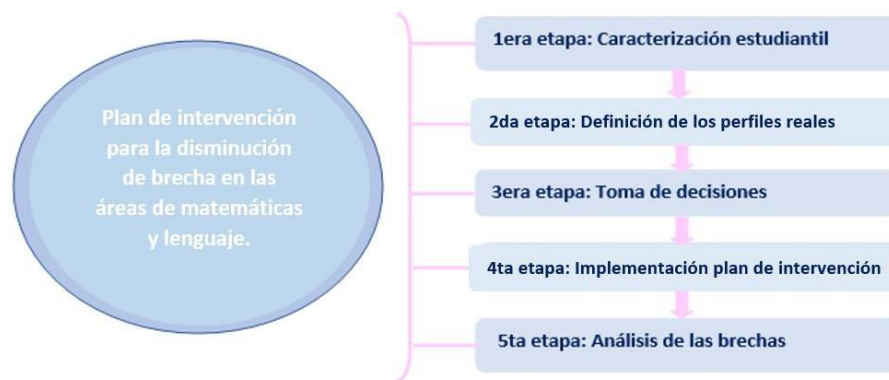 Plan de intervención
para la disminución
de brecha en las
áreas de matemáticas
y lenguaje.
1era etapa: Caracterización estudiantil
2da etapa: Definición de los perfiles reales
3era etapa: Toma de decisiones
4ta etapa: Implementación plan de intervención
5ta etapa: Análisis de las brechas